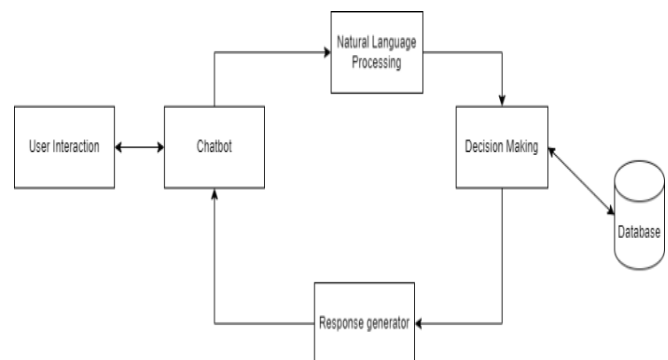 Natural Language
Processing
User Interaction
Chatbot
Decision Making
Database
Response generator